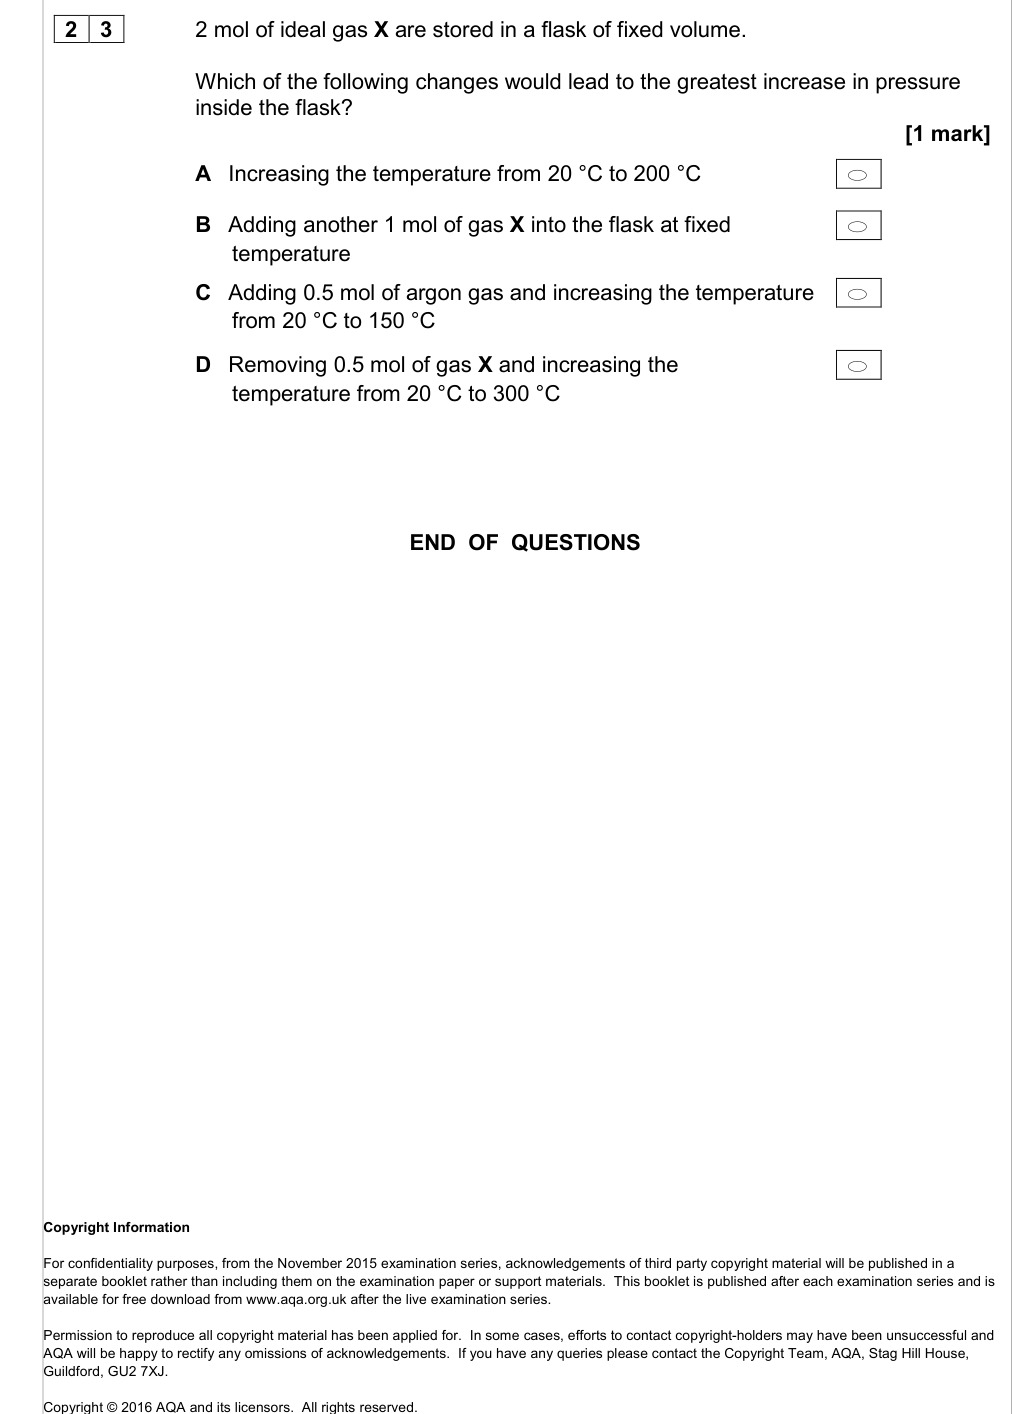 2 3 2 mol of ideal gas X are stored in a flask of fixed volume.
Which of the following changes would lead to the greatest increase in pressure
inside the flask?
[1 mark]
A Increasing the temperature from 20 °C to 200 °C
B Adding another 1 mol of gas X into the flask at fixed
temperature
C Adding 0.5 mol of argon gas and increasing the temperature
from 20 °C to 150 °C
D Removing 0.5 mol of gas X and increasing the
temperature from 20 °C to 300 °C
END OF QUESTIONS
Copyright Information
For confidentiality purposes, from the November 2015 examination series, acknowledgements of third party copyright material will be published in a
separate booklet rather than including them on the examination paper or support materials. This booklet is published after each examination series and is
available for free download from www.aqa.org.uk after the live examination series.
Permission to reproduce all copyright material has been applied for. In some cases, efforts to contact copyright-holders may have been unsuccessful and
AQA will be happy to rectify any omissions of acknowledgements. If you have any queries please contact the Copyright Team, AQA, Stag Hill House,
Guildford, GU2 7XJ.
Copyright © 2016 AQA and its licensors. All rights reserved.